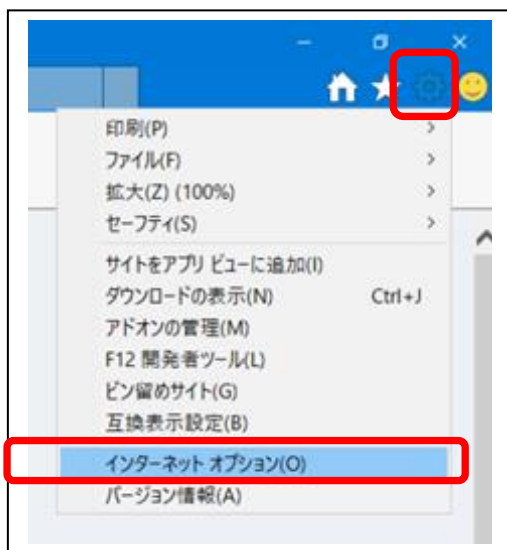 印刷(P)
ファイル(F)
拡大(Z) (100%)
セーフティ(S)
サイトをアプリ ビューに追加(I)
ダウンロードの表示(N) Ctrl+J
アドオンの管理(M)
F12 開発者ツール(L)
ピン留めサイト(G)
互換表示設定(B)
インターネット オプション(O)
バージョン情報(A)